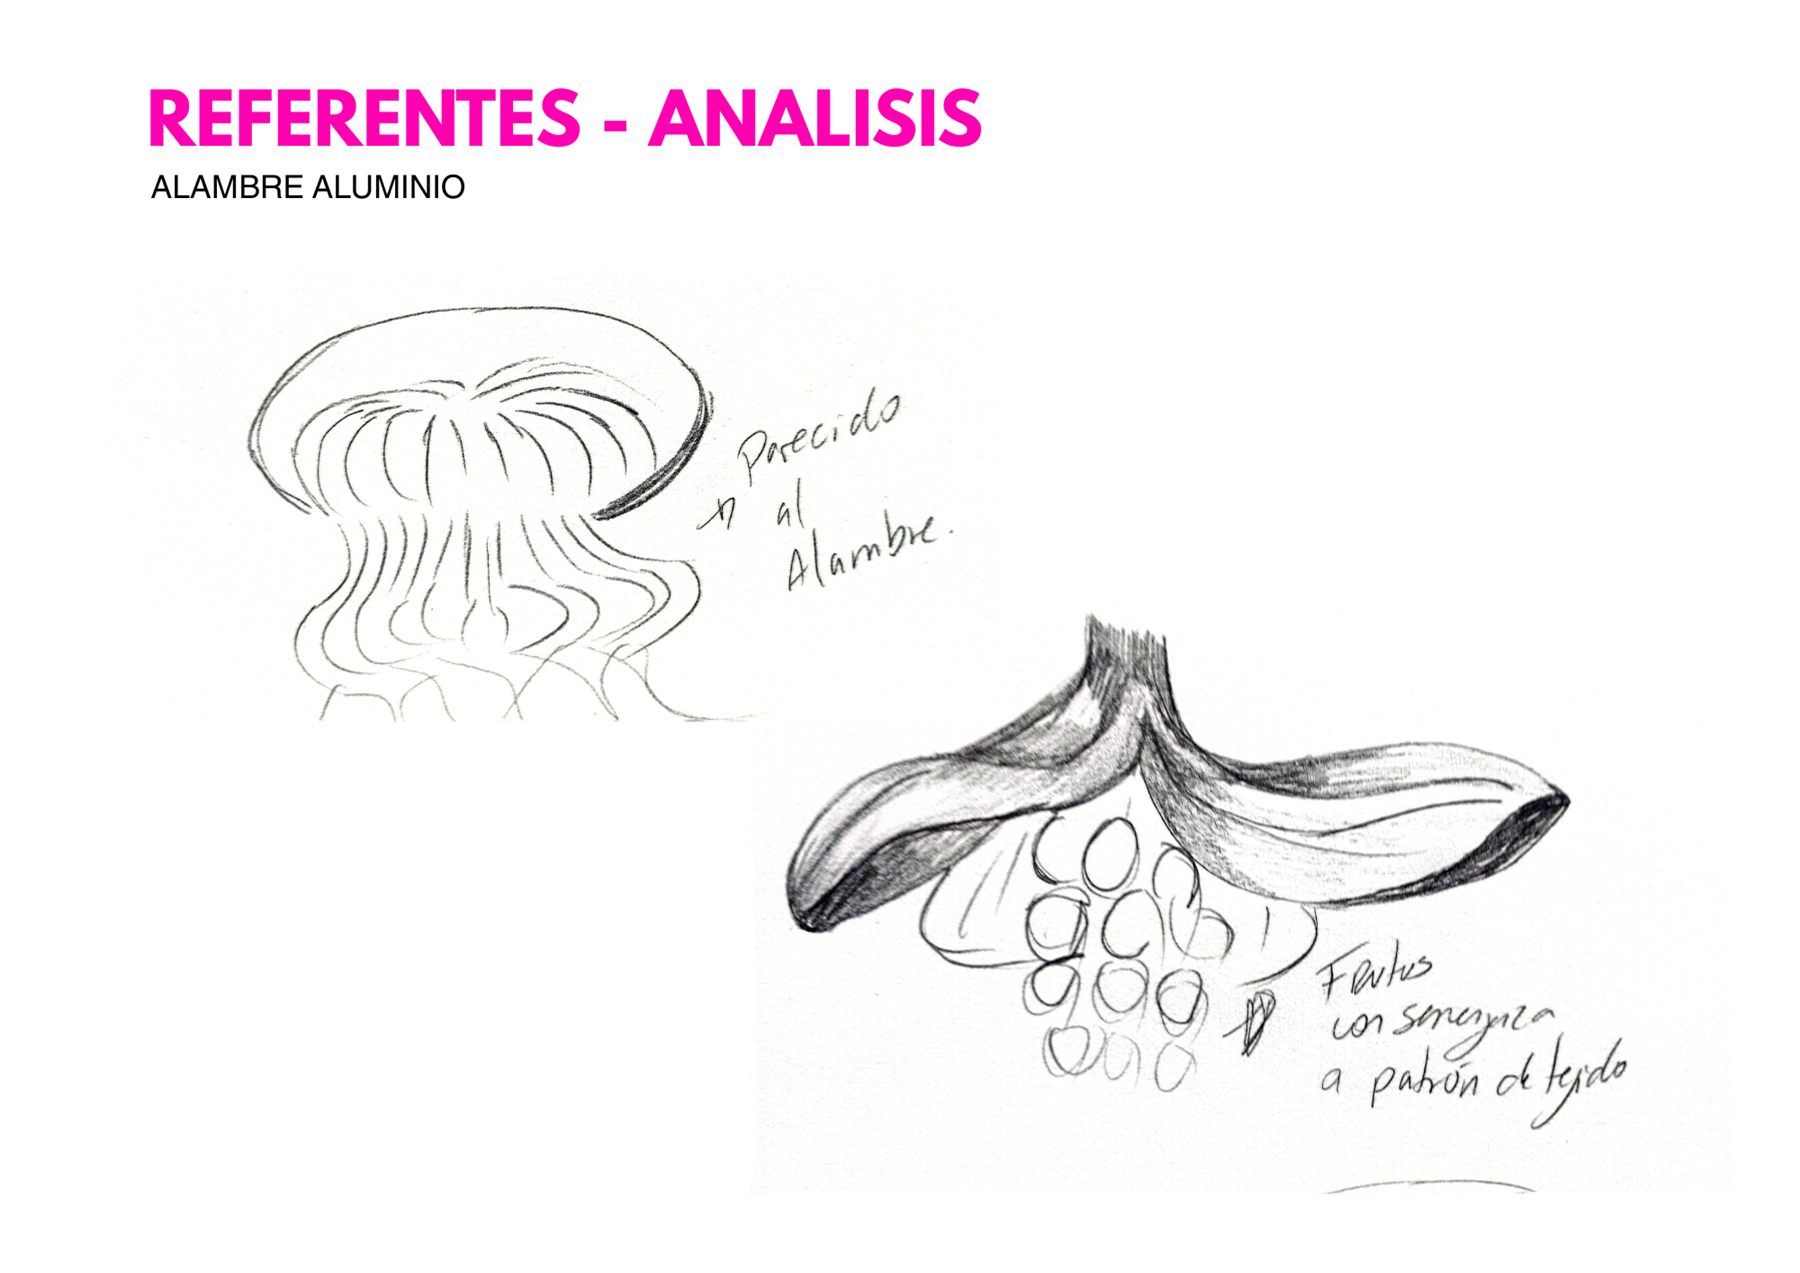 REFERENTES - ANALISIS
ALAMBRE ALUMINIO
Parecido
al
Alambre.
Frutos
con semejanza
a patrón de tejido